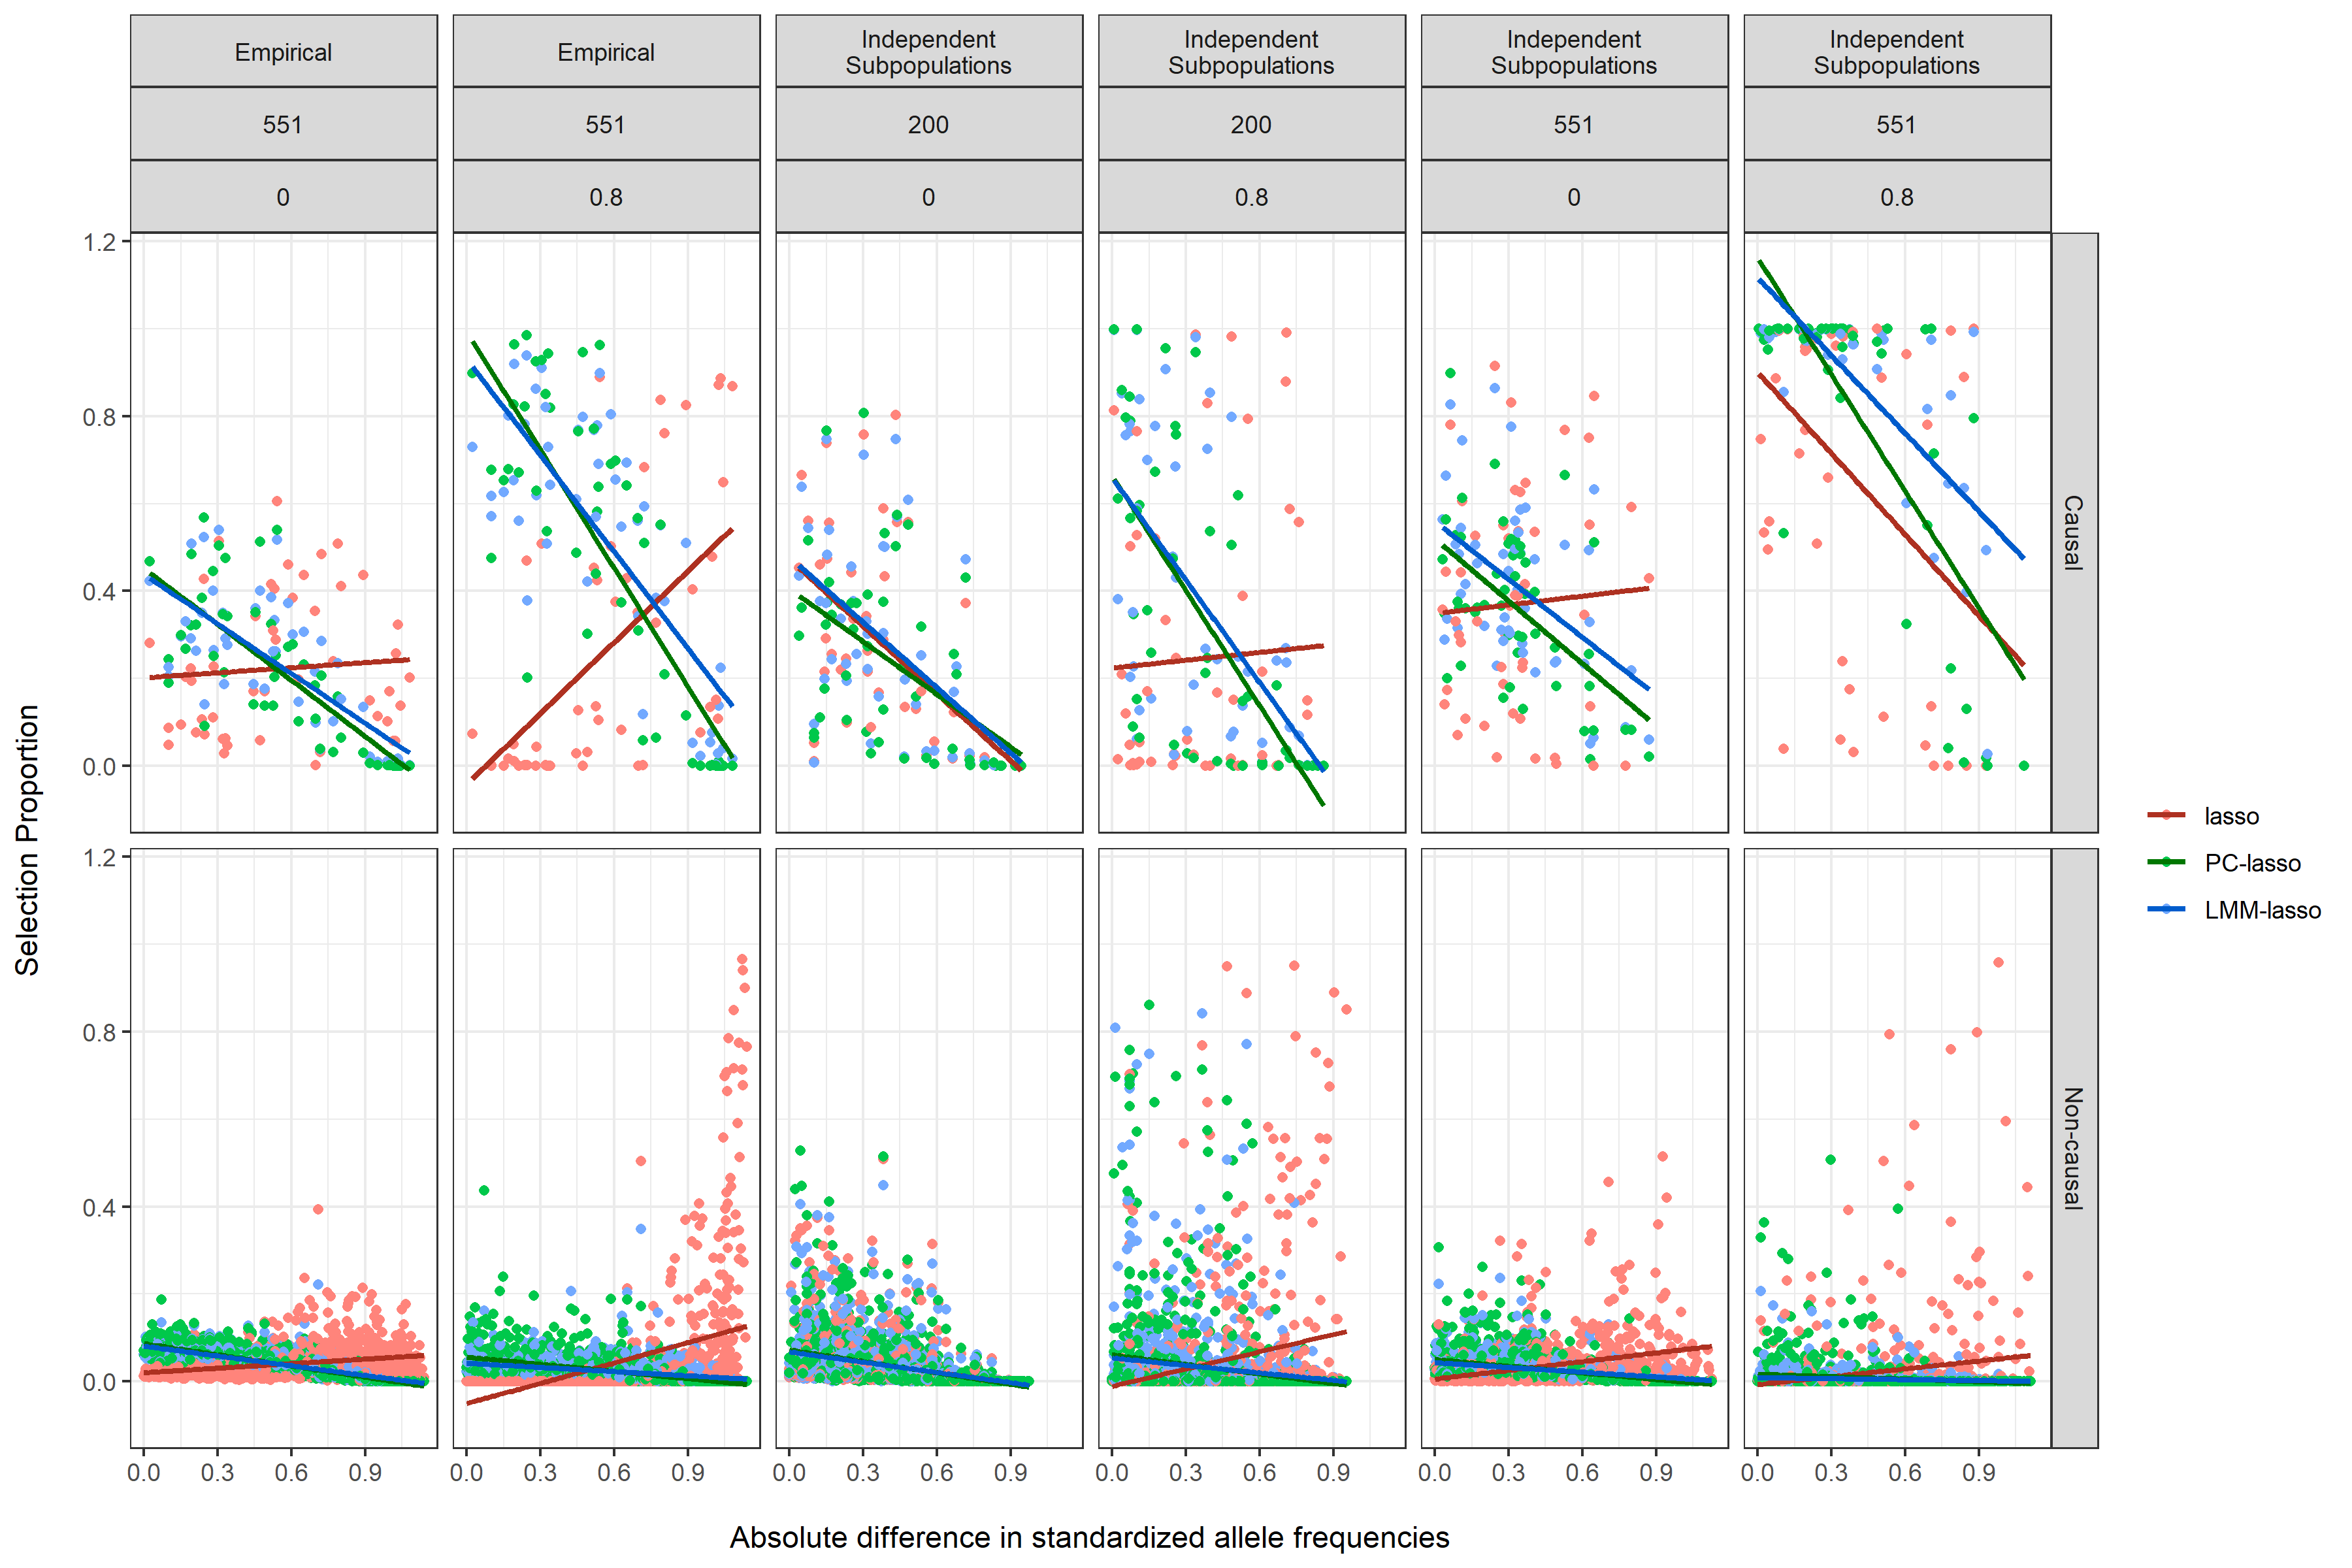 Empirical
Empirical
Independent
Subpopulations
Independent
Subpopulations
Independent
Subpopulations
Independent
Subpopulations
551
551
200
200
551
551
0
0.8
0
0.8
0
0.8
1.2
0.8
0.4
0.0
Causal
1.2
0.8
0.4
0.0
Non-causal
Selection Proportion
lasso
PC-lasso
LMM-lasso
0.0 0.3 0.6 0.9
0.0 0.3 0.6 0.9
0.0 0.3 0.6 0.9
0.0 0.3 0.6 0.9
0.0 0.3 0.6 0.9
0.0 0.3 0.6 0.9
Absolute difference in standardized allele frequencies